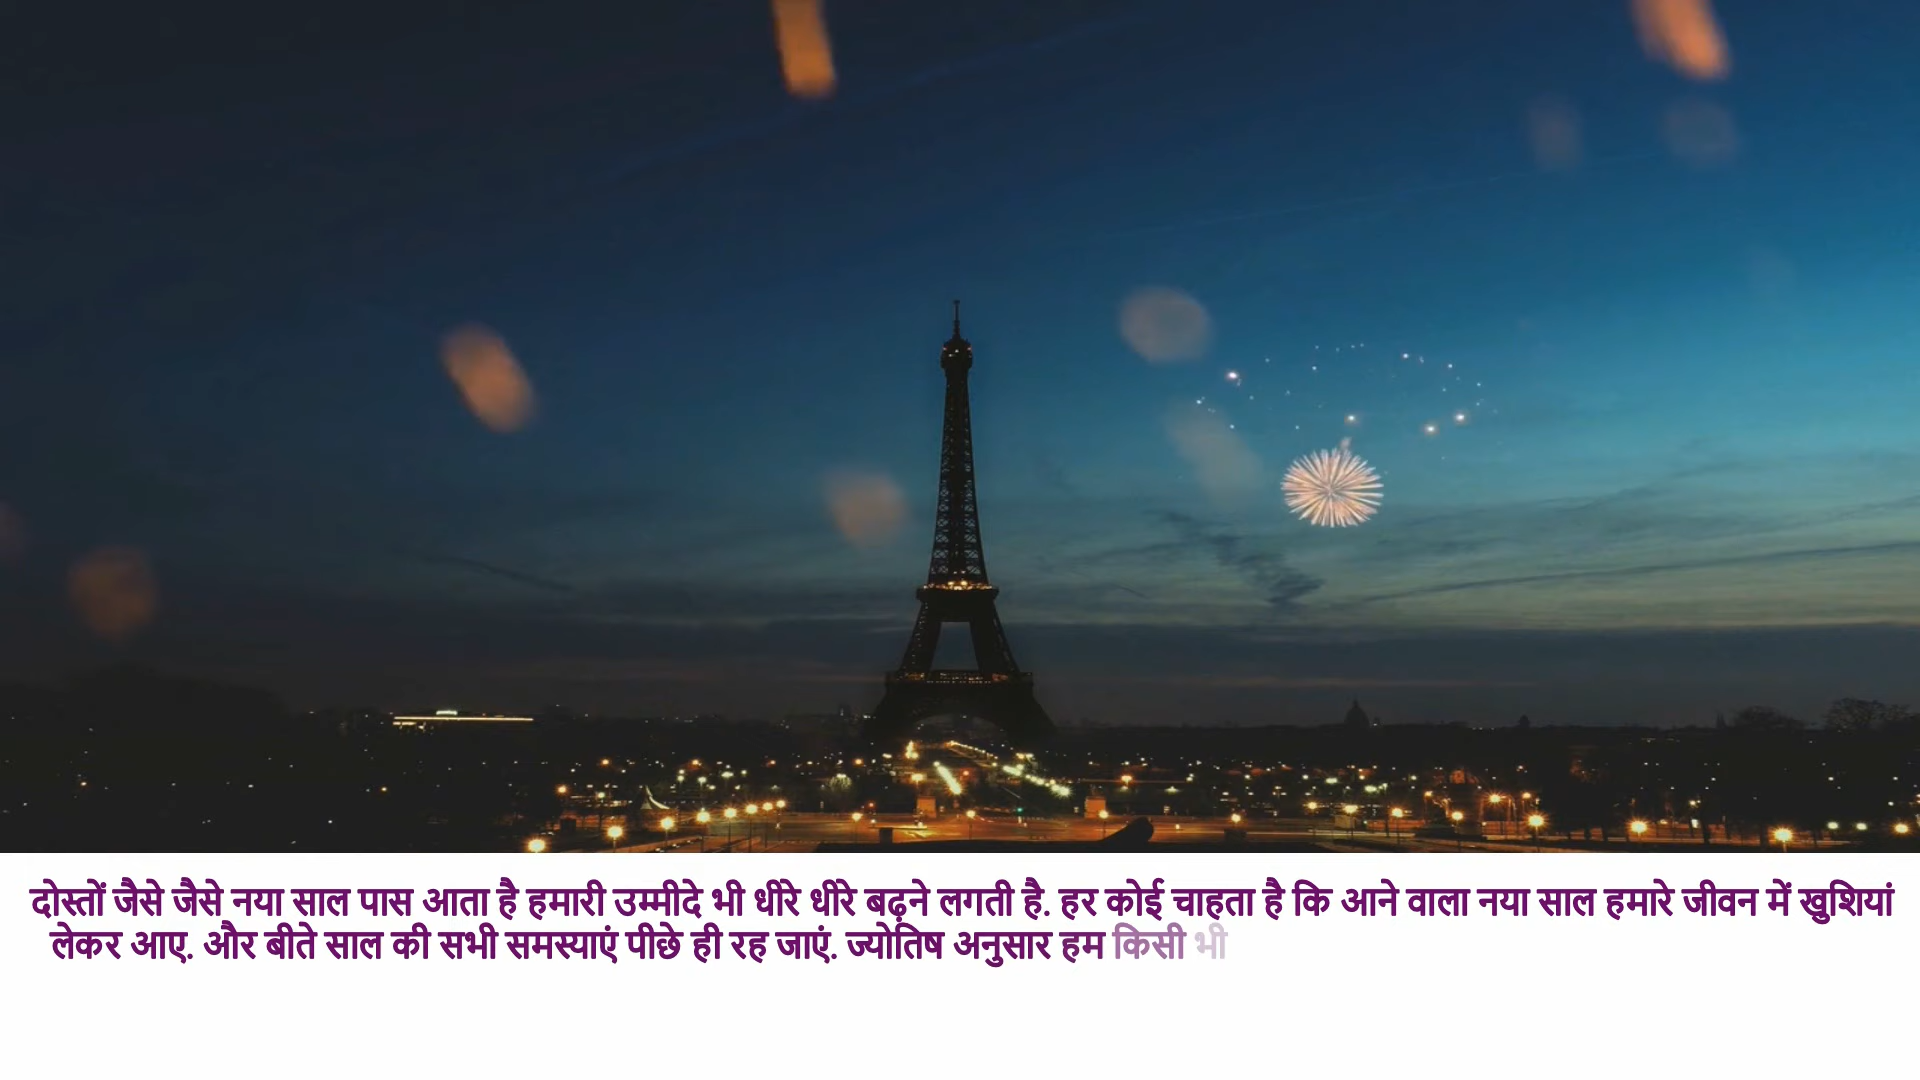 दोस्तों जैसे जैसे नया साल पास आता है हमारी उम्मीदे भी धीरे धीरे बढ़ने लगती है. हर कोई चाहता है कि आने वाला नया साल हमारे जीवन में खुशियां
लेकर आए. और बीते साल की सभी समस्याएं पीछे ही रह जाएं. ज्योतिष अनुसार हम किसी भी